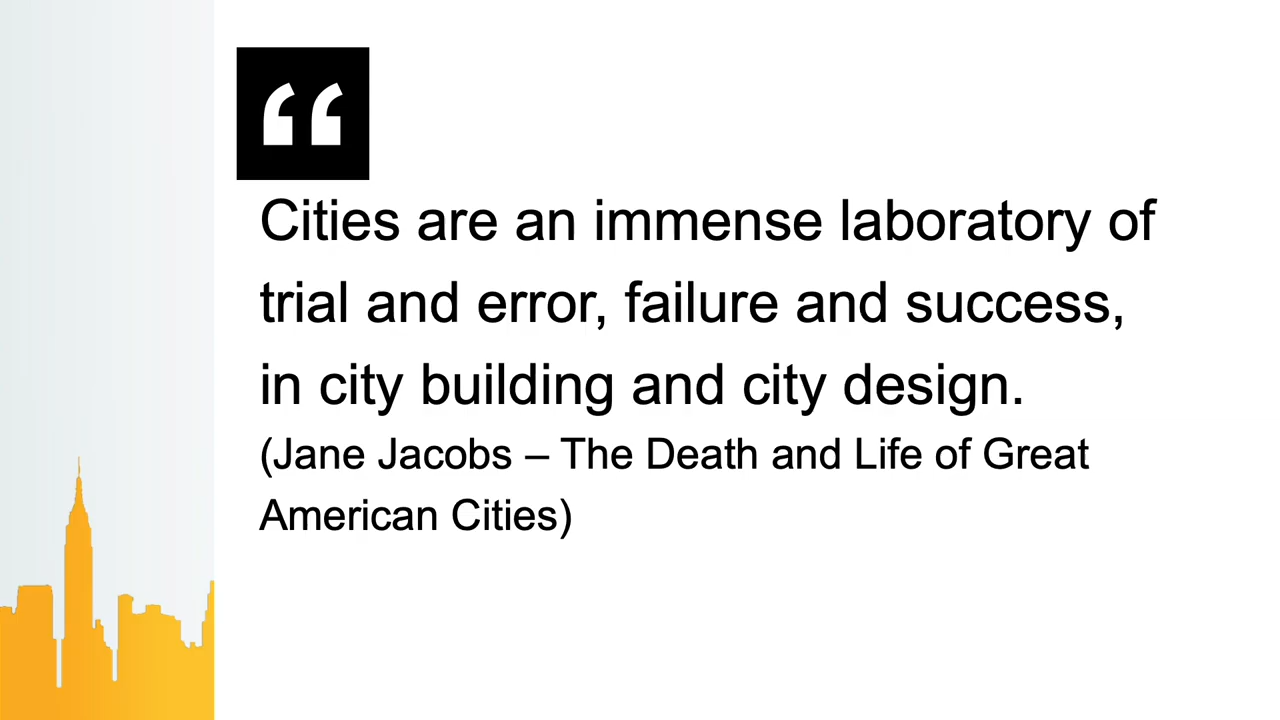 “
Cities are an immense laboratory of
trial and error, failure and success,
in city building and city design.
(Jane Jacobs – The Death and Life of Great
American Cities)